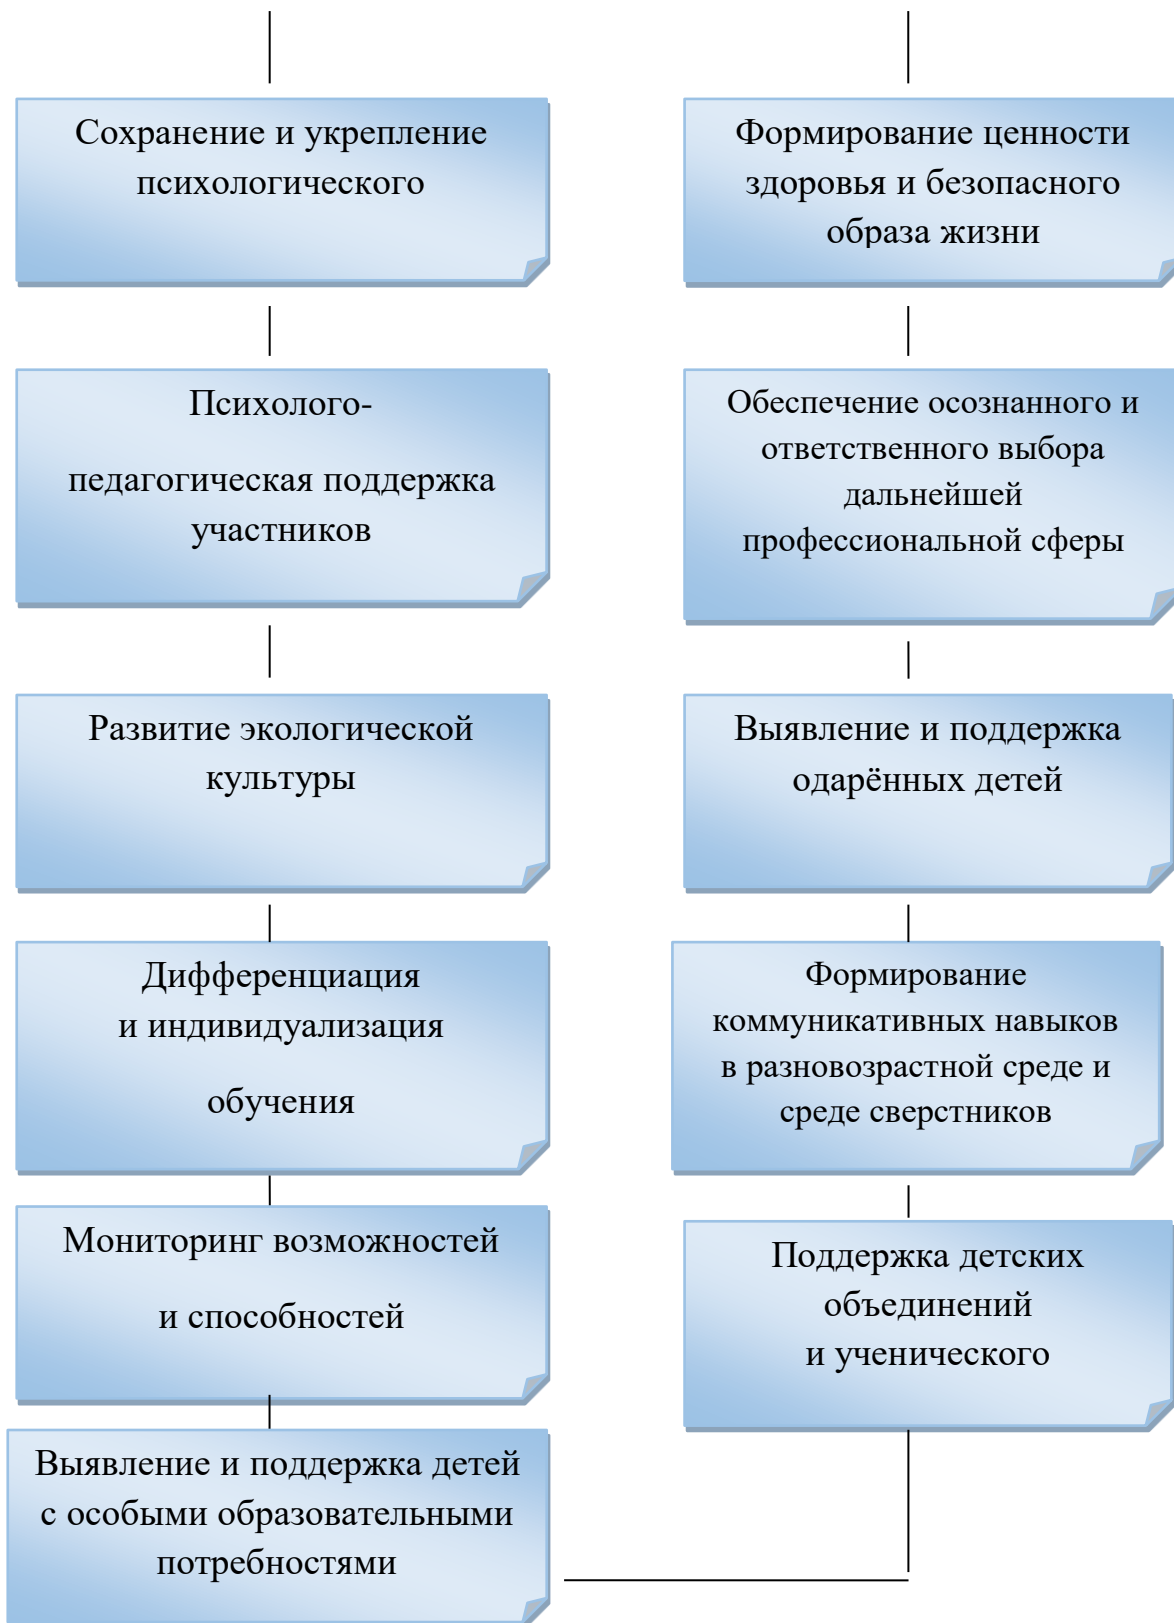 Сохранение и укрепление
психологического
Формирование ценности
здоровья и безопасного
образа жизни
Психолого-
педагогическая поддержка
участников
Обеспечение осознанного и
ответственного выбора
дальнейшей
профессиональной сферы
Развитие экологической
культуры
Выявление и поддержка
одарённых детей
Дифференциация
и индивидуализация
обучения
Формирование
коммуникативных навыков
в разновозрастной среде и
среде сверстников
Мониторинг возможностей
и способностей
Поддержка детских
объединений
и ученического
Выявление и поддержка детей
с особыми образовательными
потребностями